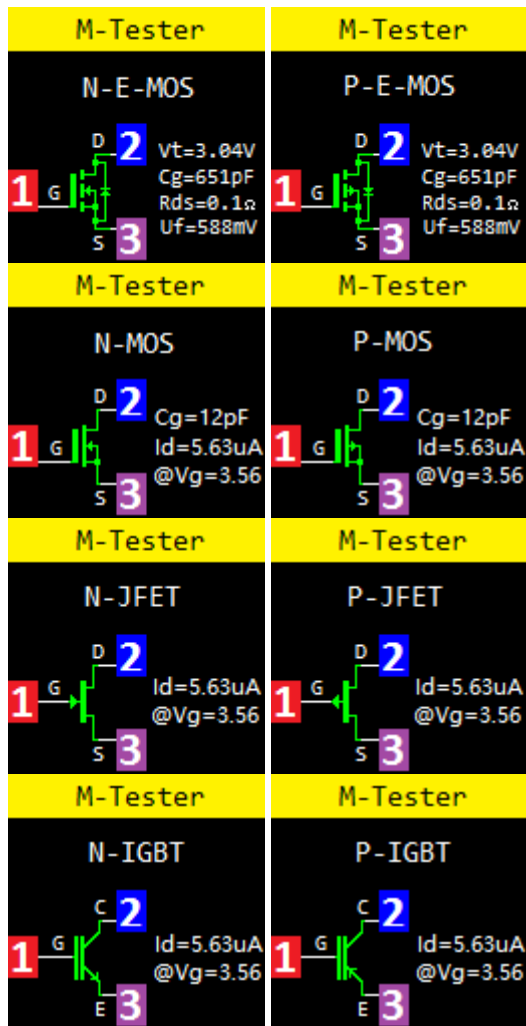 M-Tester
N-E-MOS
D 2
1 G
S 3
Vt=3.04V
Cg=651pF
Rds=0.1Ω
Uf=588mV
M-Tester
P-E-MOS
D 2
1 G
S 3
Vt=3.04V
Cg=651pF
Rds=0.1Ω
Uf=588mV
M-Tester
N-MOS
D 2
1 G
S 3
Cg=12pF
Id=5.63uA
@Vg=3.56
M-Tester
P-MOS
D 2
1 G
S 3
Cg=12pF
Id=5.63uA
@Vg=3.56
M-Tester
N-JFET
D 2
1 G
S 3
Id=5.63uA
@Vg=3.56
M-Tester
P-JFET
D 2
1 G
S 3
Id=5.63uA
@Vg=3.56
M-Tester
N-IGBT
C 2
1 G
E 3
Id=5.63uA
@Vg=3.56
M-Tester
P-IGBT
C 2
1 G
E 3
Id=5.63uA
@Vg=3.56